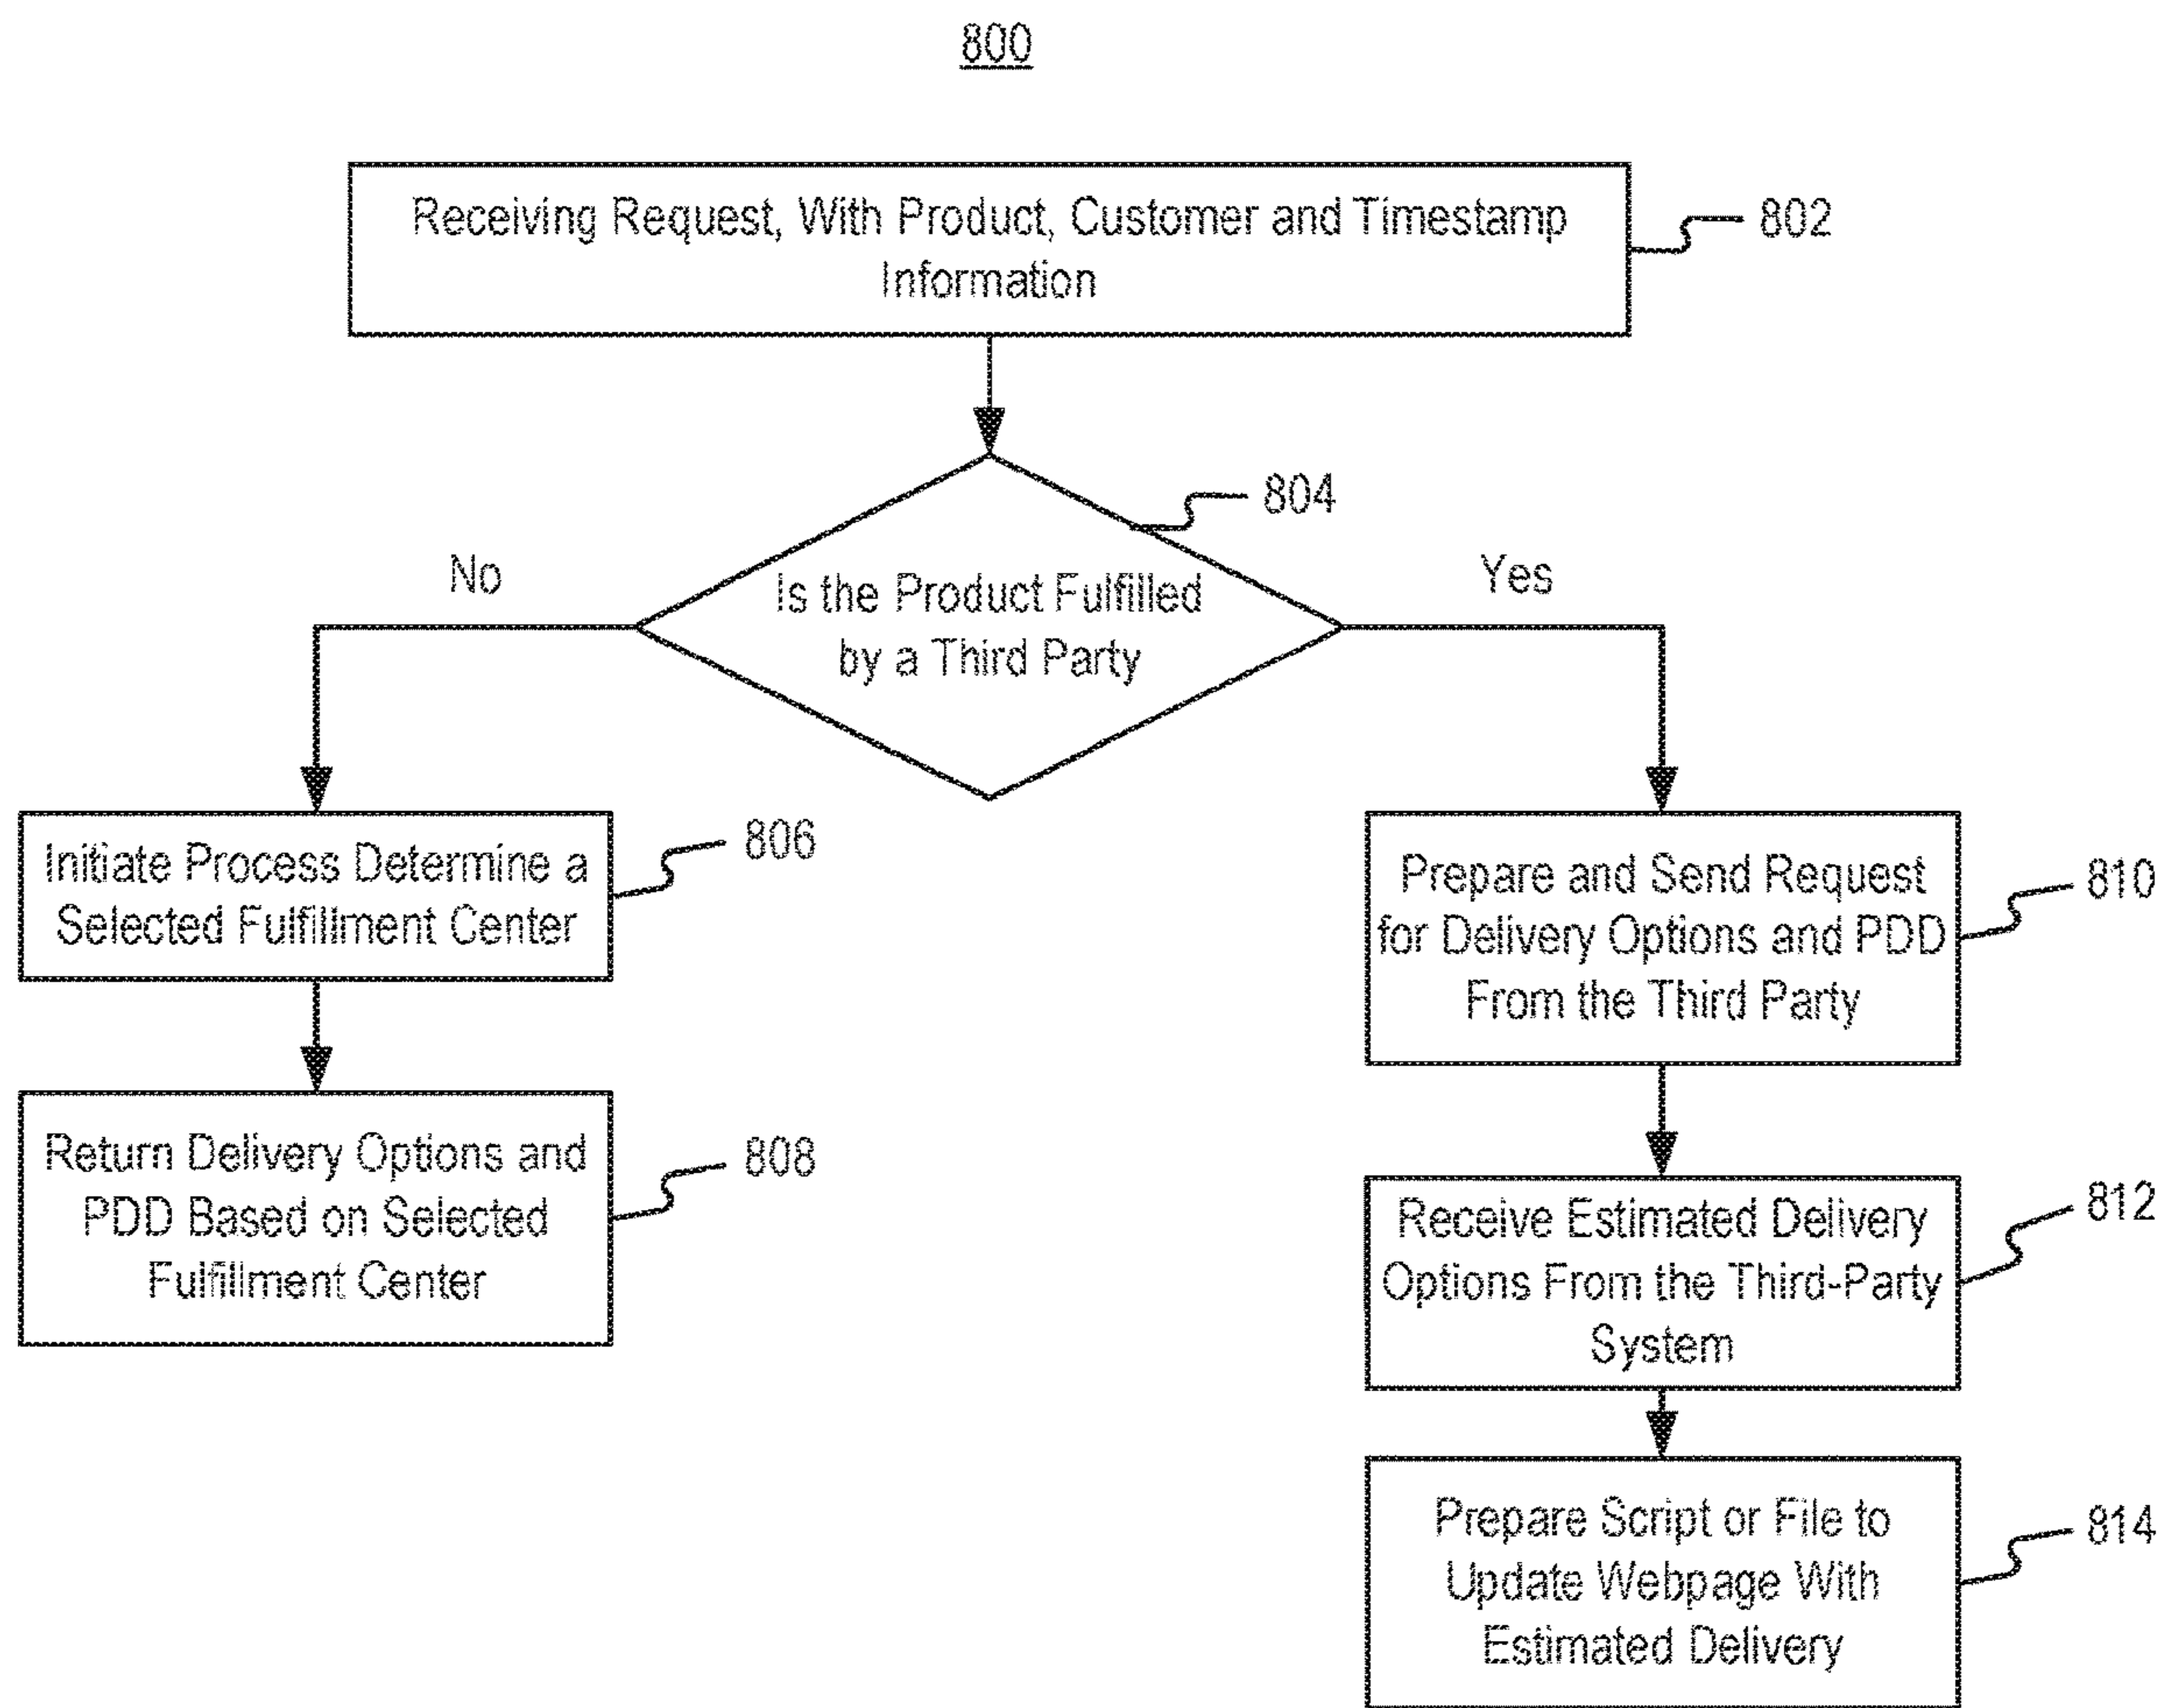 800
Receiving Request, With Product, Customer and Timestamp
Information
802
804
No
Yes
Is the Product Fulfilled
by a Third Party
Initiate Process Determine a
Selected Fulfillment Center
806
Prepare and Send Request
for Delivery Options and PDD
From the Third Party
810
Return Delivery Options and
PDD Based on Selected
Fulfillment Center
808
Receive Estimated Delivery
Options From the Third-Party
System
812
Prepare Script or File to
Update Webpage With
Estimated Delivery
814